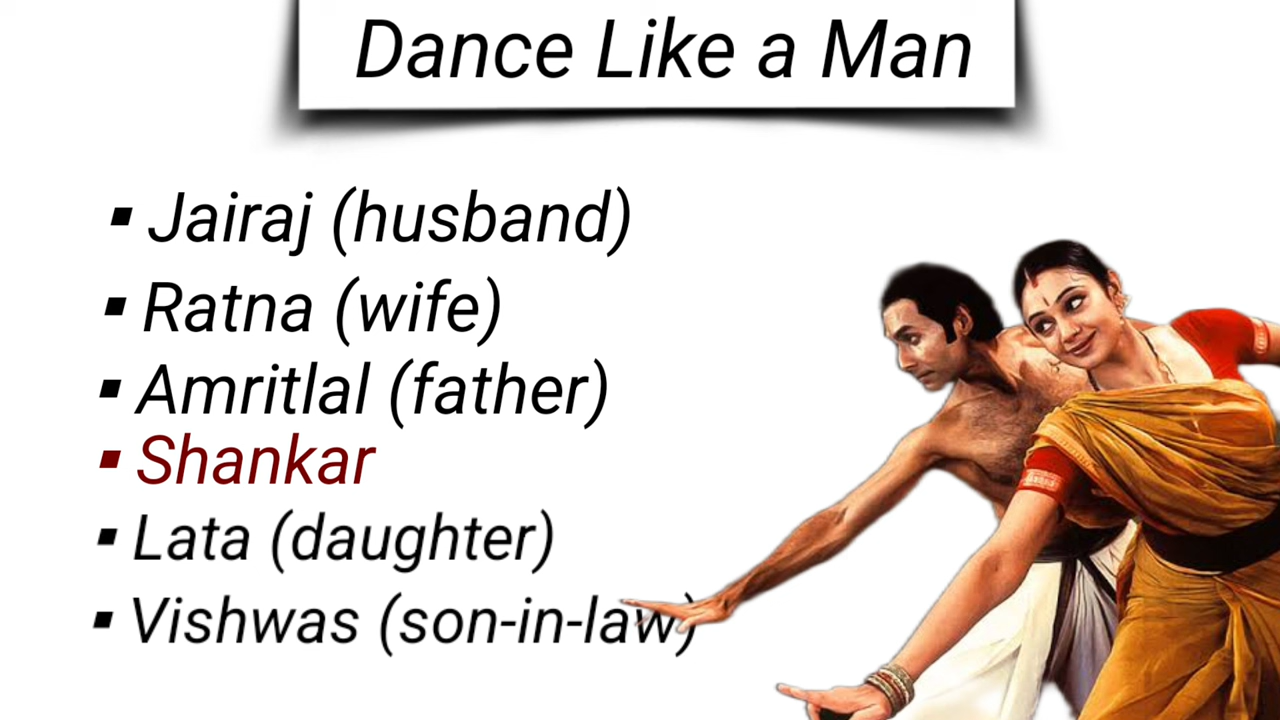 Dance Like a Man
▪ Jairaj (husband)
▪ Ratna (wife)
▪ Amritlal (father)
▪ Shankar
▪ Lata (daughter)
▪ Vishwas (son-in-law)